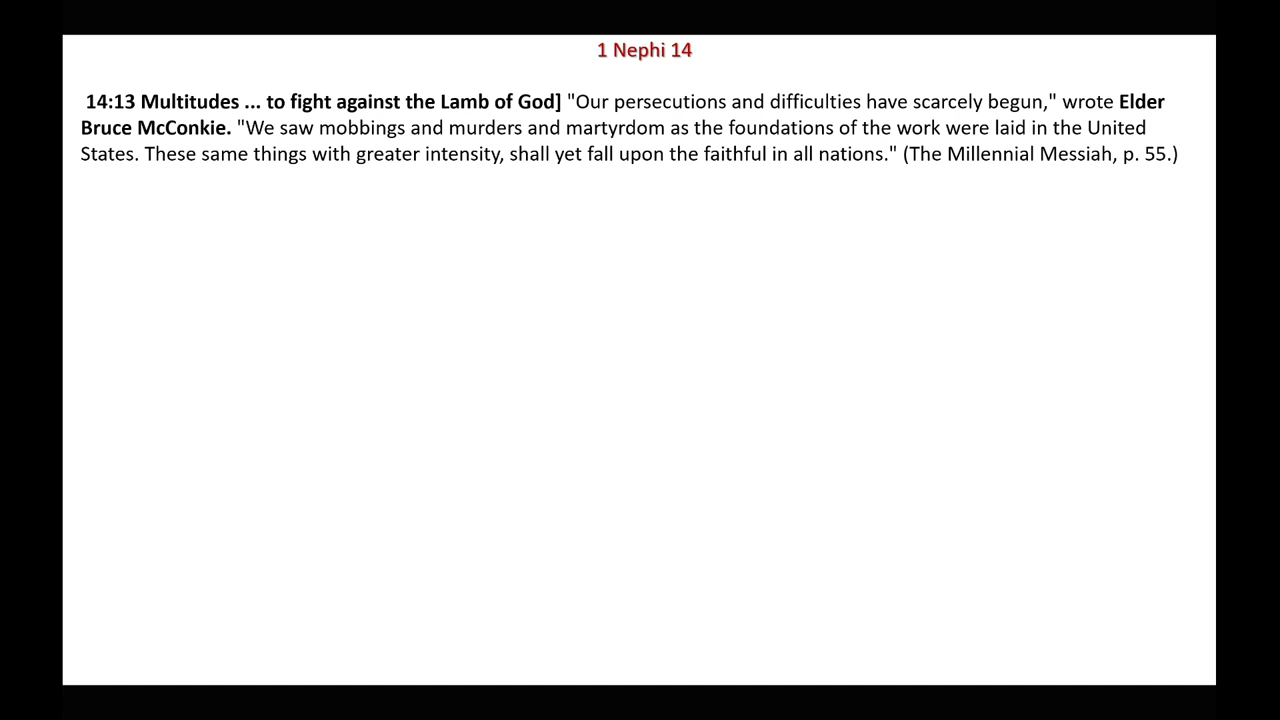 1 Nephi 14
14:13 Multitudes ... to fight against the Lamb of God] "Our persecutions and difficulties have scarcely begun," wrote Elder
Bruce McConkie. "We saw mobbings and murders and martyrdom as the foundations of the work were laid in the United
States. These same things with greater intensity, shall yet fall upon the faithful in all nations." (The Millennial Messiah, p. 55.)